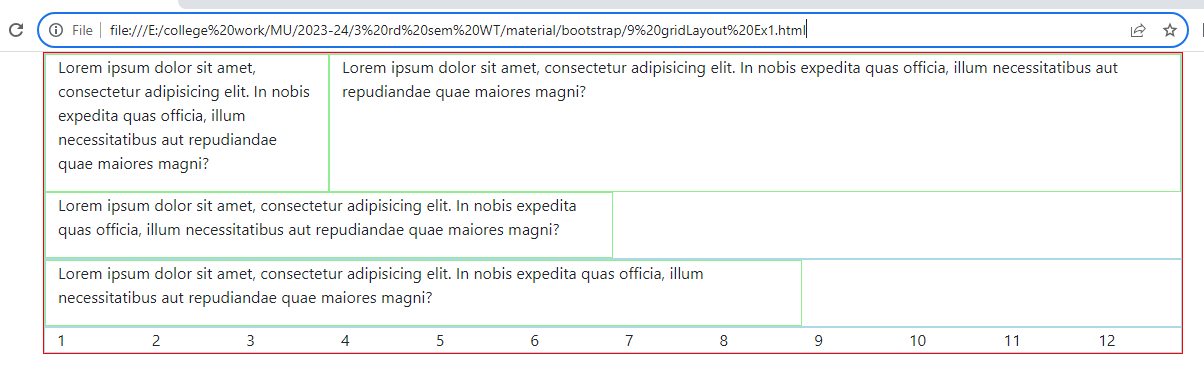 File | file:///E:/college%20work/MU/2023-24/3%20rd%20sem%20WT/material/bootstrap/9%20gridLayout%20Ex1.html
Lorem ipsum dolor sit amet,
consectetur adipisicing elit. In nobis
expedita quas officia, illum
necessitatibus aut repudiandae
quae maiores magni?
Lorem ipsum dolor sit amet, consectetur adipisicing elit. In nobis expedita quas officia, illum necessitatibus aut
repudiandae quae maiores magni?
Lorem ipsum dolor sit amet, consectetur adipisicing elit. In nobis expedita
quas officia, illum necessitatibus aut repudiandae quae maiores magni?
Lorem ipsum dolor sit amet, consectetur adipisicing elit. In nobis expedita quas officia, illum
necessitatibus aut repudiandae quae maiores magni?
1 2 3 4 5 6 7 8 9 10 11 12